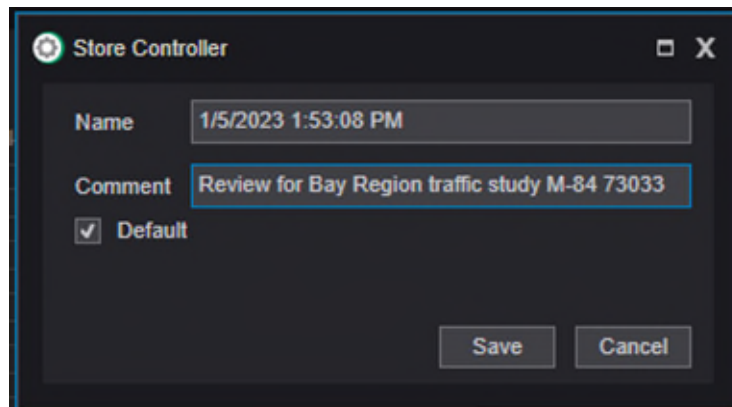 Store Controller
Name 1/5/2023 1:53:08 PM
Comment Review for Bay Region traffic study M-84 73033
Default
Save Cancel